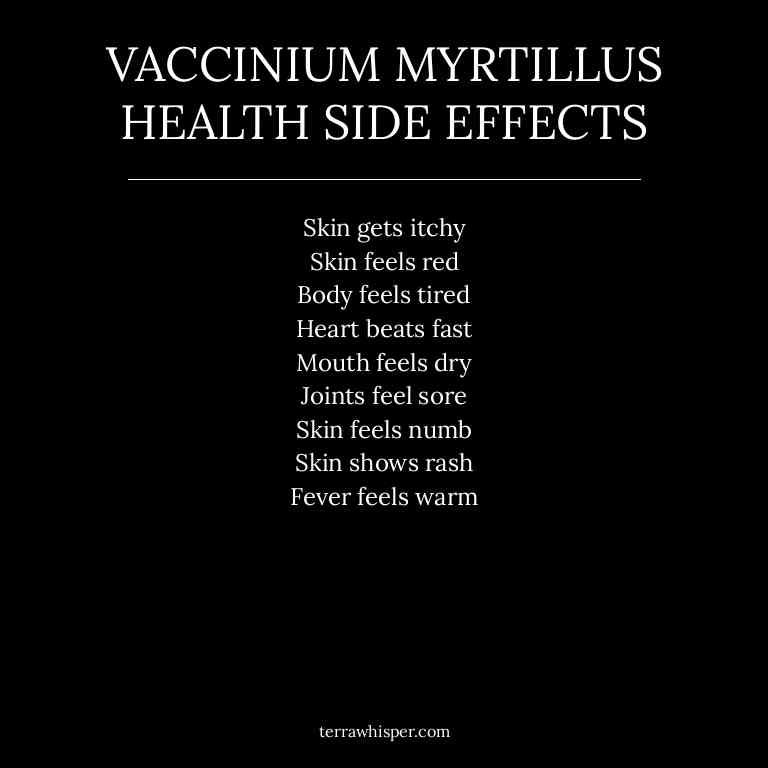 VACCINIUM MYRTILLUS
HEALTH SIDE EFFECTS
Skin gets itchy
Skin feels red
Body feels tired
Heart beats fast
Mouth feels dry
Joints feel sore
Skin feels numb
Skin shows rash
Fever feels warm
terrawhisper.com